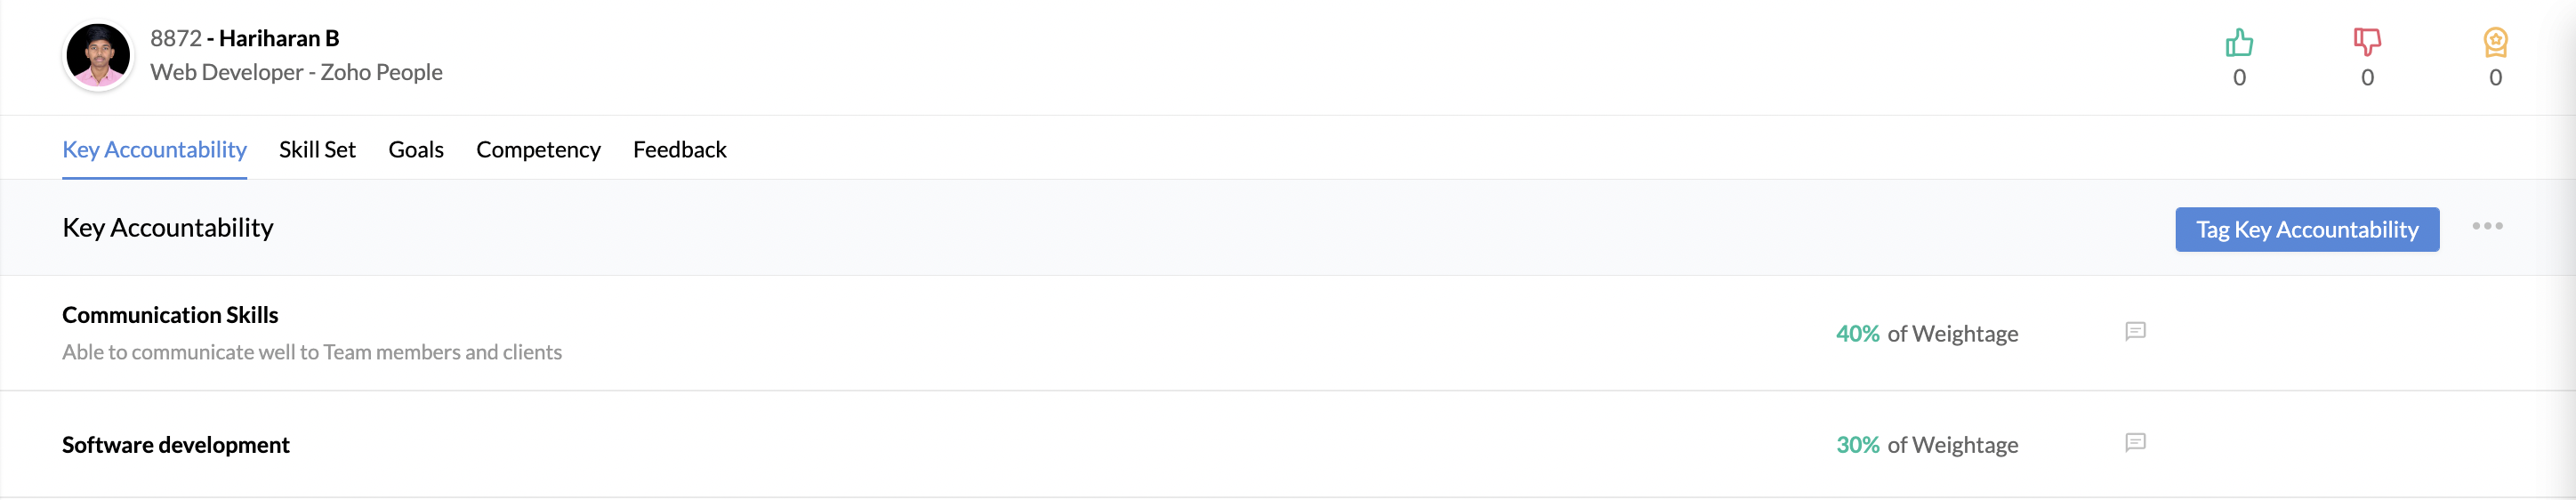 8872 - Hariharan B
Web Developer - Zoho People
0
0
0
Key Accountability
Skill Set
Goals
Competency
Feedback
Key Accountability
Tag Key Accountability
Communication Skills
Able to communicate well to Team members and clients
40% of Weightage
Software development
30% of Weightage